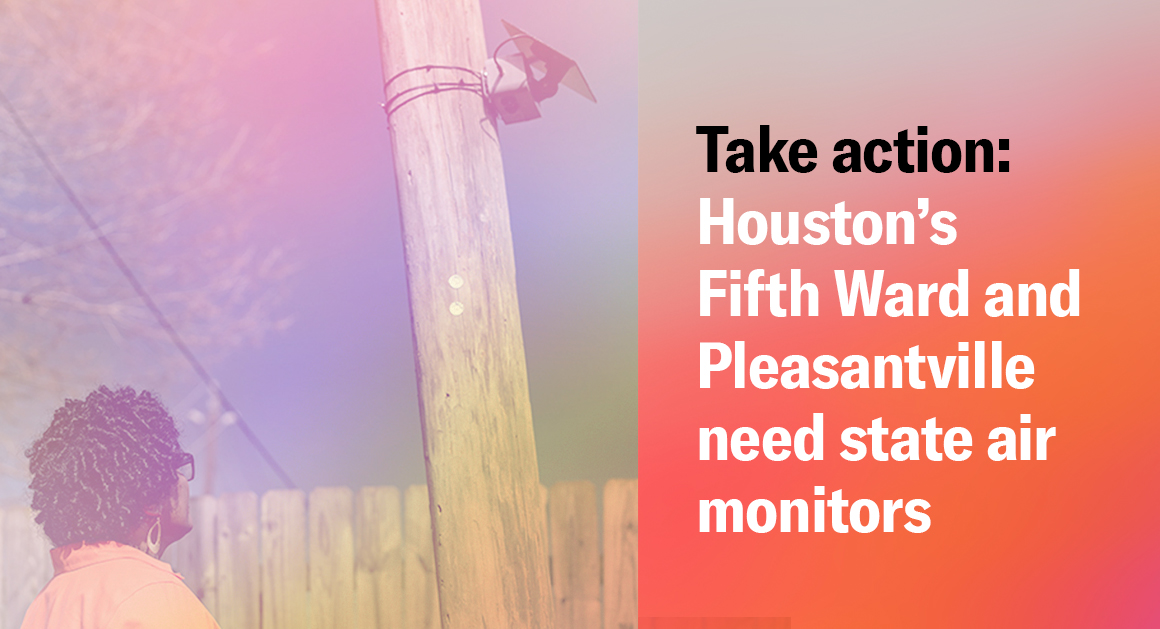 Take action:
Houston’s
Fifth Ward and
Pleasantville
need state air
monitors